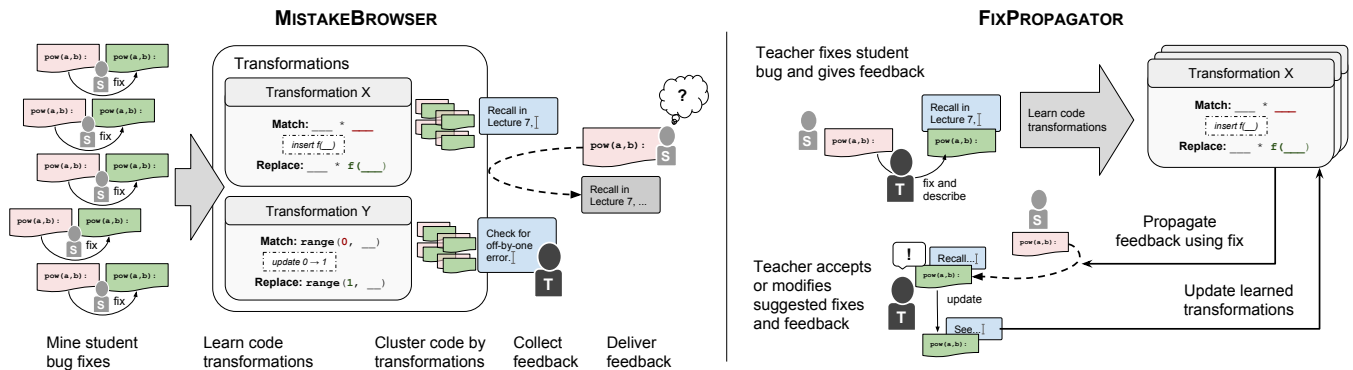 MISTAKEBROWSER
pow(a,b):
pow(a,b):
S
fix
pow(a,b):
pow(a,b):
S
fix
pow(a,b):
pow(a,b):
S
fix
pow(a,b):
pow(a,b):
S
fix
pow(a,b):
pow(a,b):
S
fix
Mine student
bug fixes
Transformations
Transformation X
Match: ___ * ___
insert f(__)
Replace: ___ * f(___)
Transformation Y
Match: range(0, __)
update 0 → 1
Replace: range(1, __)
Learn code
transformations
Cluster code by
transformations
Recall in
Lecture 7,
Check for
off-by-one
error.
T
Collect
feedback
?
pow(a,b):
S
Recall in
Lecture 7, ...
Deliver
feedback
FIXPROPAGATOR
Teacher fixes student
bug and gives feedback
S
pow(a,b):
Recall in
Lecture 7,
pow(a,b):
T
fix and
describe
Learn code
transformations
Transformation X
Match: ___ * ___
insert f(__)
Replace: ___ * f(___)
S
pow(a,b):
Propagate
feedback using fix
Teacher accepts
or modifies
suggested fixes
and feedback
!
Recall...
pow(a,b):
T
update
See...
pow(a,b):
Update learned
transformations